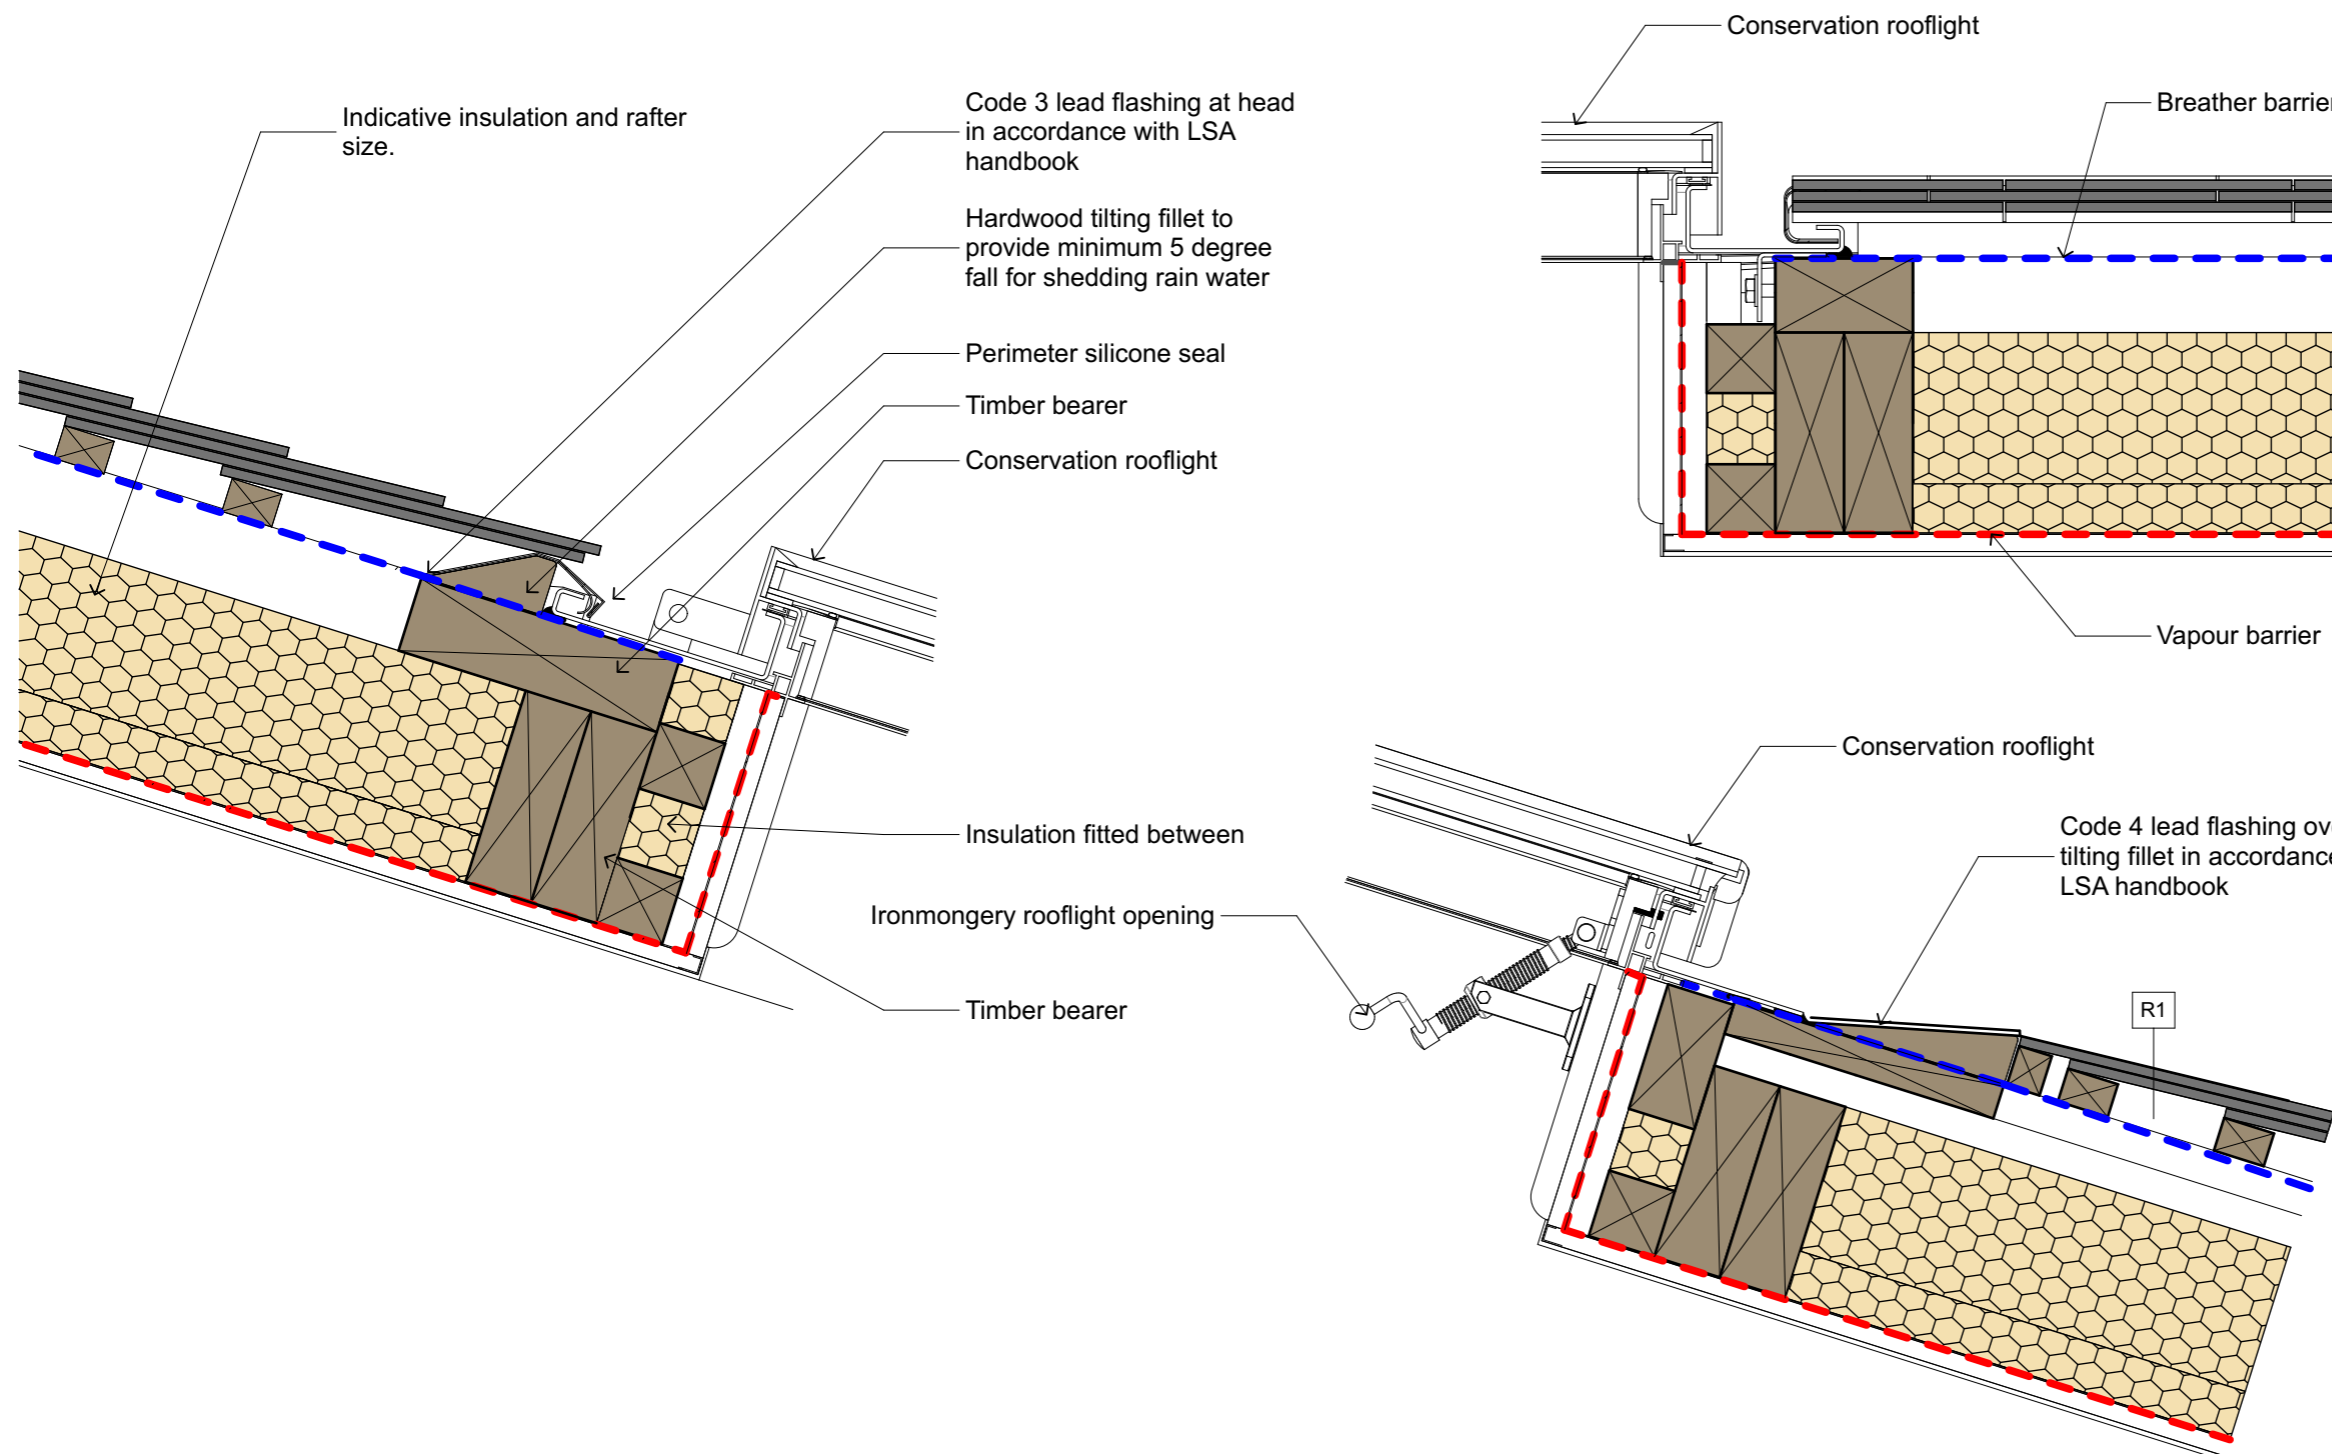 Indicative insulation and rafter
size.
Code 3 lead flashing at head
in accordance with LSA
handbook
Hardwood tilting fillet to
provide minimum 5 degree
fall for shedding rain water
Perimeter silicone seal
Timber bearer
Conservation rooflight
Insulation fitted between
Ironmongery rooflight opening
Timber bearer
Conservation rooflight
Breather barrier
Vapour barrier
Conservation rooflight
Code 4 lead flashing
tilting fillet in accordance
LSA handbook
R1